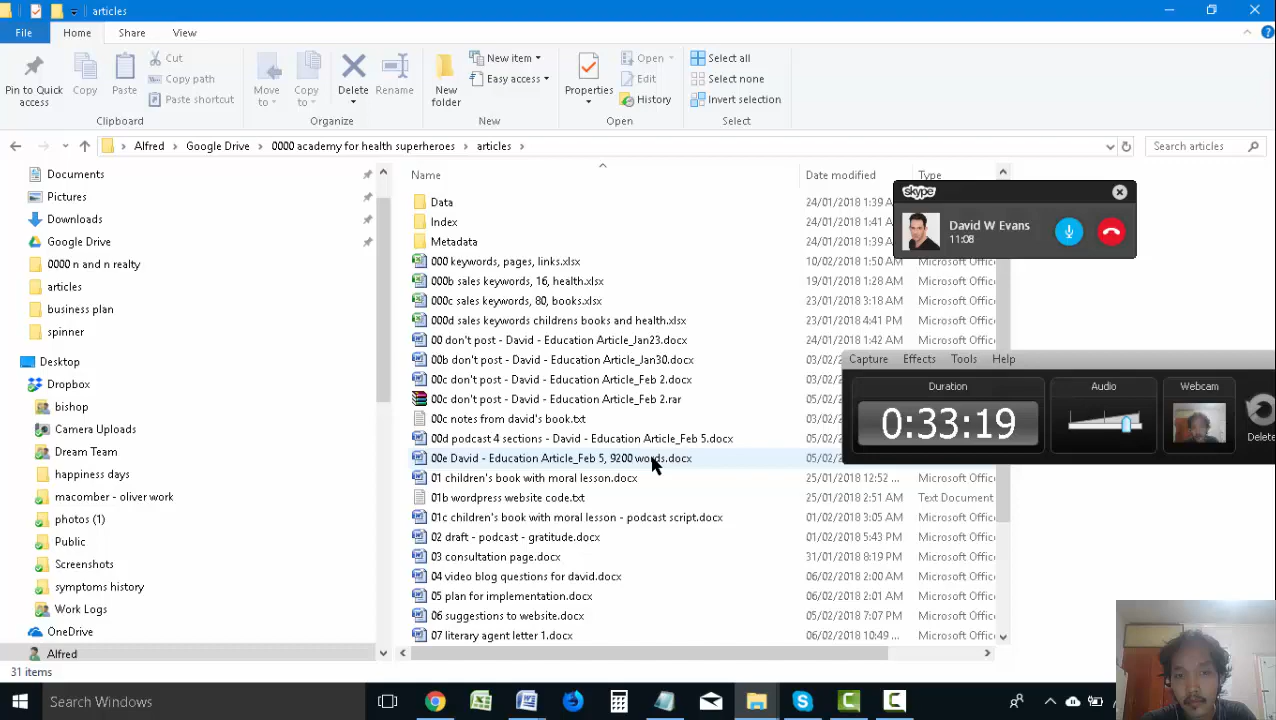 articles
File Home Share View
Pin to Quick access
Copy
Paste
Cut
Copy path
Paste shortcut
Clipboard
Move to
Copy to
Delete
Rename
Organize
New folder
New item
Easy access
New
Properties
Open
Edit
History
Open
Select all
Select none
Invert selection
Select
Alfred Google Drive 0000 academy for health superheroes articles
Search articles
Documents
Pictures
Downloads
Google Drive
0000 n and n realty
articles
business plan
spinner
Desktop
Dropbox
bishop
Camera Uploads
Dream Team
happiness days
macomber - oliver work
photos (1)
Public
Screenshots
symptoms history
Work Logs
OneDrive
Alfred
Name Date modified Type
Data 24/01/2018 1:39 A
Index 24/01/2018 1:41 A
Metadata 24/01/2018 1:39 A
000 keywords, pages, links.xlsx 10/02/2018 1:50 AM Microsoft Offic
000b sales keywords, 16, health.xlsx 19/01/2018 1:28 AM Microsoft Offic
000c sales keywords, 80, books.xlsx 23/01/2018 3:18 AM Microsoft Offic
000d sales keywords childrens books and health.xlsx 23/01/2018 4:41 PM Microsoft Offic
00 don't post - David - Education Article_Jan23.docx 24/01/2018 1:42 AM Microsoft Offic
00b don't post - David - Education Article_Jan30.docx 03/02
00c don't post - David - Education Article_Feb 2.docx 03/02
00c don't post - David - Education Article_Feb 2.rar 05/02
00c notes from david's book.txt 03/02
00d podcast 4 sections - David - Education Article_Feb 5.docx 05/02
00e David - Education Article_Feb 5, 9200 words.docx 05/02
01 children's book with moral lesson.docx 25/01/2018 12:52 ... Microsoft Offic
01b wordpress website code.txt 25/01/2018 2:51 AM Text Document
01c children's book with moral lesson - podcast script.docx 01/02/2018 3:05 AM Microsoft Offic
02 draft - podcast - gratitude.docx 01/02/2018 5:43 PM Microsoft Offic
03 consultation page.docx 31/01/2018 8:19 PM Microsoft Offic
04 video blog questions for david.docx 06/02/2018 2:00 AM Microsoft Offic
05 plan for implementation.docx 06/02/2018 2:01 AM Microsoft Offic
06 suggestions to website.docx 05/02/2018 7:07 PM Microsoft Offic
07 literary agent letter 1.docx 06/02/2018 10:49 ... Microsoft Offic
skype
David W Evans
11:08
Capture Effects Tools Help
Duration
0:33:19
Audio
Webcam
Delete
31 items
Search Windows